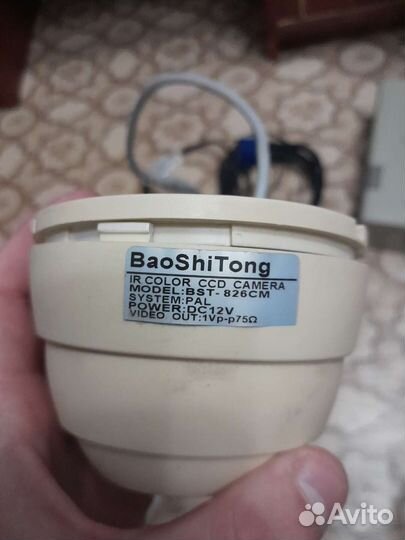 BaoShiTong
IR COLOR CCD CAMERA
MODEL:BST-826CM
SYSTEM:PAL
POWER:DC12V
VIDEO OUT:1Vp-p75Ω
Avito